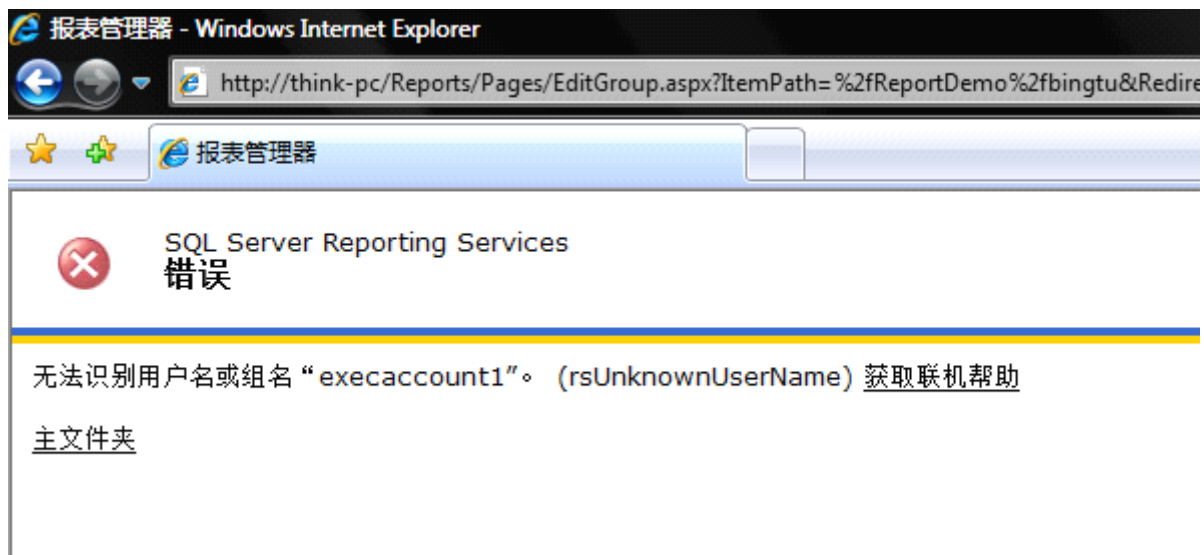 报表管理器 - Windows Internet Explorer
http://think-pc/Reports/Pages/EditGroup.aspx?ItemPath=%2fReportDemo%2fbingtu&Redire
报表管理器
SQL Server Reporting Services
错误
无法识别用户名或组名“execaccount1”。 (rsUnknownUserName) 获取联机帮助
主文件夹